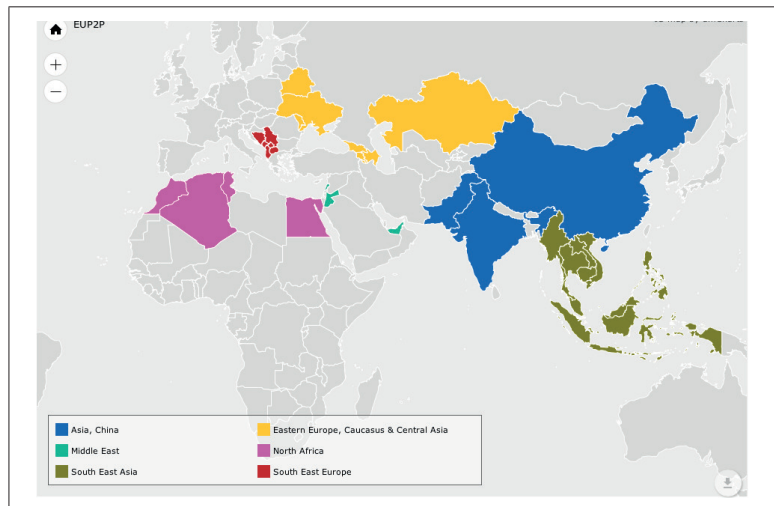 EUP2P
Asia, China
Eastern Europe, Caucasus & Central Asia
Middle East
North Africa
South East Asia
South East Europe